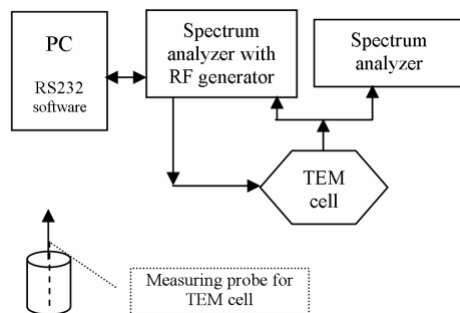 PC
RS232
software
Spectrum
analyzer with
RF generator
Spectrum
analyzer
TEM
cell
Measuring probe for
TEM cell